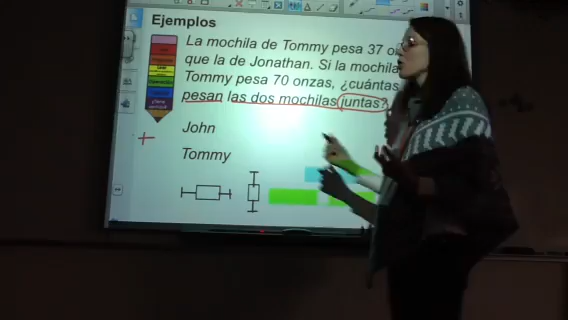 Ejemplos
La mochila de Tommy pesa 37 o
que la de Jonathan. Si la mochila
Tommy pesa 70 onzas, ¿cuántas
pesan las dos mochilas juntas?
+
John
Tommy